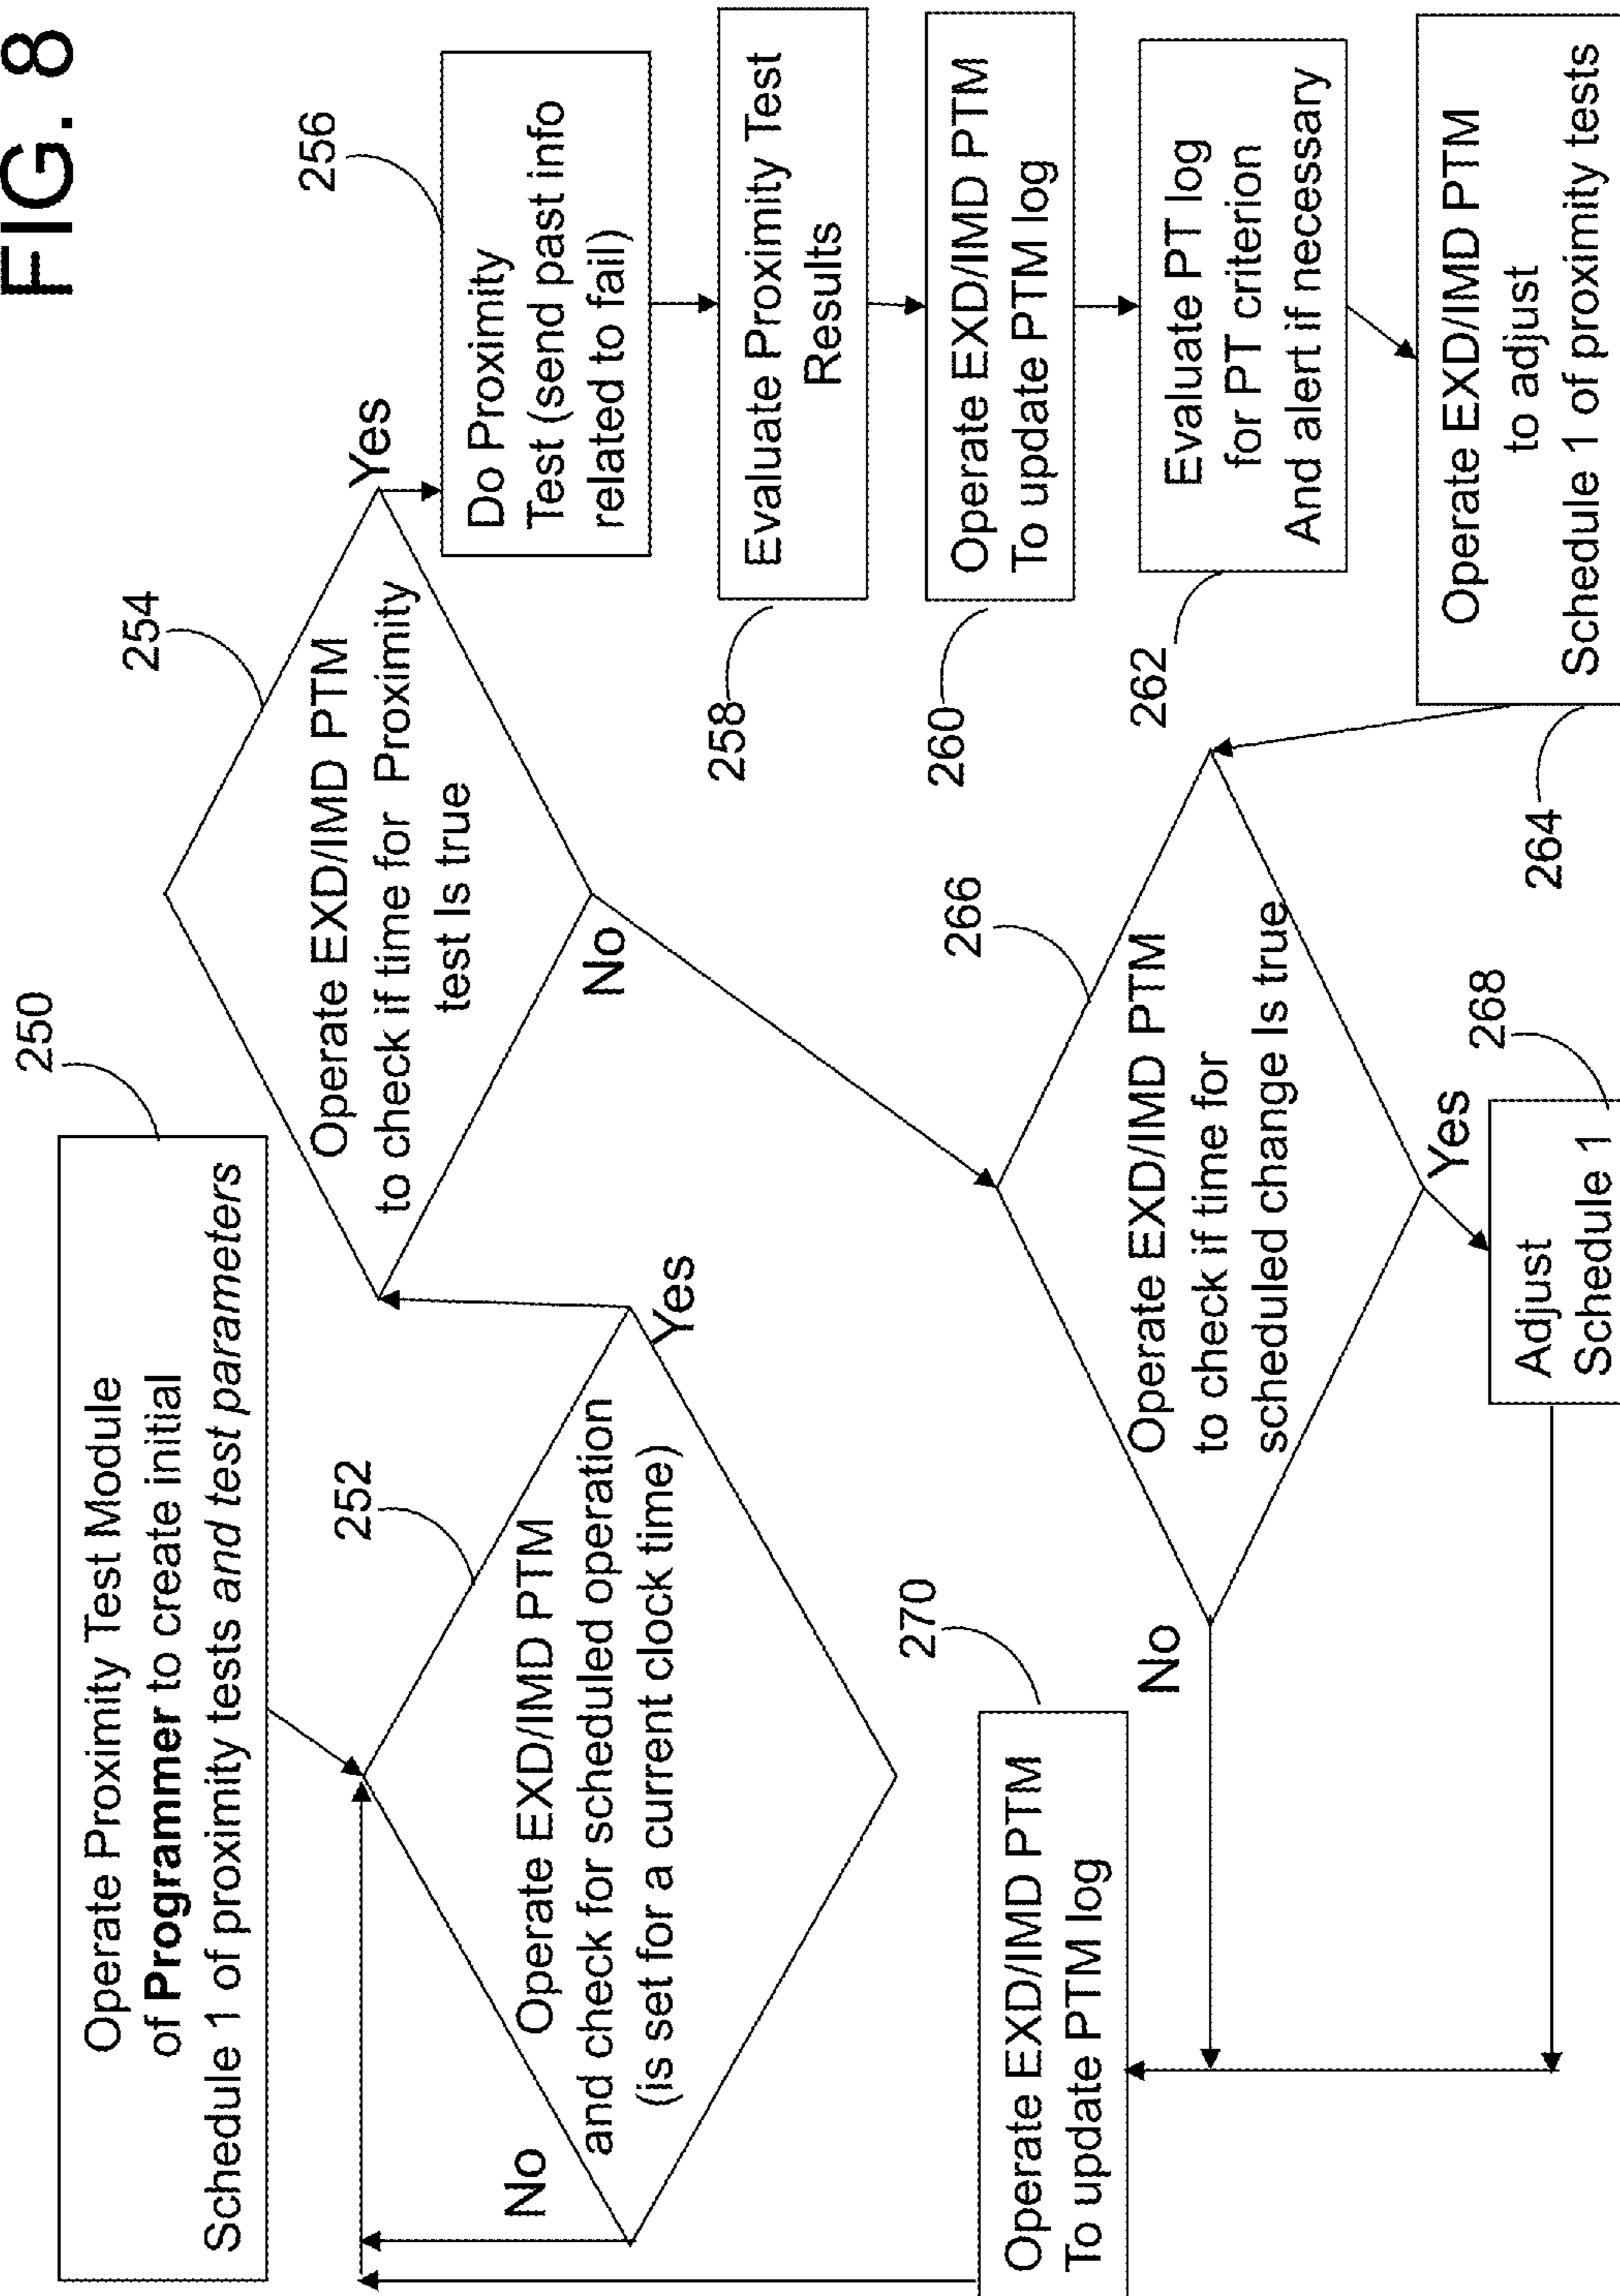 FIG. 8
250
Operate Proximity Test Module
of Programmer to create initial
Schedule 1 of proximity tests and test parameters
252
Operate EXD/IMD PTM
and check for scheduled operation
(is set for a current clock time)
No
Yes
254
Operate EXD/IMD PTM
to check if time for Proximity
test Is true
Yes
No
256
Do Proximity
Test (send past info
related to fail)
258
Evaluate Proximity Test
Results
260
Operate EXD/IMD PTM
To update PTM log
262
Evaluate PT log
for PT criterion
And alert if necessary
264
Operate EXD/IMD PTM
to adjust
Schedule 1 of proximity tests
266
Operate EXD/IMD PTM
to check if time for
scheduled change Is true
No
Yes
268
Adjust
Schedule 1
270
Operate EXD/IMD PTM
To update PTM log